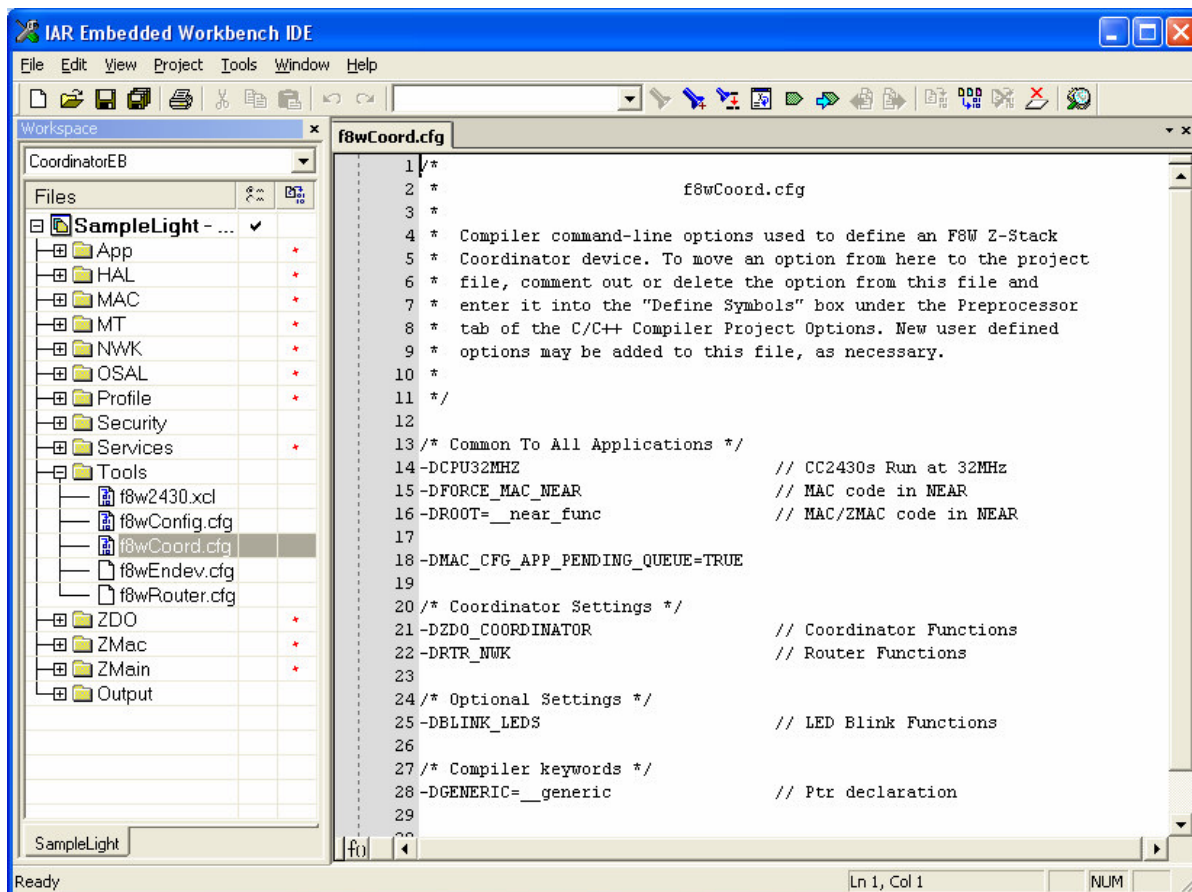 IAR Embedded Workbench IDE
File Edit View Project Tools Window Help
Workspace
CoordinatorEB
Files
SampleLight - ...
App
HAL
MAC
MT
NWK
OSAL
Profile
Security
Services
Tools
f8w2430.xcl
f8wConfig.cfg
f8wCoord.cfg
f8wEndev.cfg
f8wRouter.cfg
ZDO
ZMac
ZMain
Output
SampleLight
f8wCoord.cfg
1 /*
2 * f8wCoord.cfg
3 *
4 * Compiler command-line options used to define an F8W Z-Stack
5 * Coordinator device. To move an option from here to the project
6 * file, comment out or delete the option from this file and
7 * enter it into the "Define Symbols" box under the Preprocessor
8 * tab of the C/C++ Compiler Project Options. New user defined
9 * options may be added to this file, as necessary.
10 *
11 */
12
13 /* Common To All Applications */
14 -DCPU32MHZ // CC2430s Run at 32MHz
15 -DFORCE_MAC_NEAR // MAC code in NEAR
16 -DROOT=__near_func // MAC/ZMAC code in NEAR
17
18 -DMAC_CFG_APP_PENDING_QUEUE=TRUE
19
20 /* Coordinator Settings */
21 -DZDO_COORDINATOR // Coordinator Functions
22 -DRTR_NWK // Router Functions
23
24 /* Optional Settings */
25 -DBLINK_LEDS // LED Blink Functions
26
27 /* Compiler keywords */
28 -DGENERIC=__generic // Ptr declaration
29
f()
Ready Ln 1, Col 1 NUM